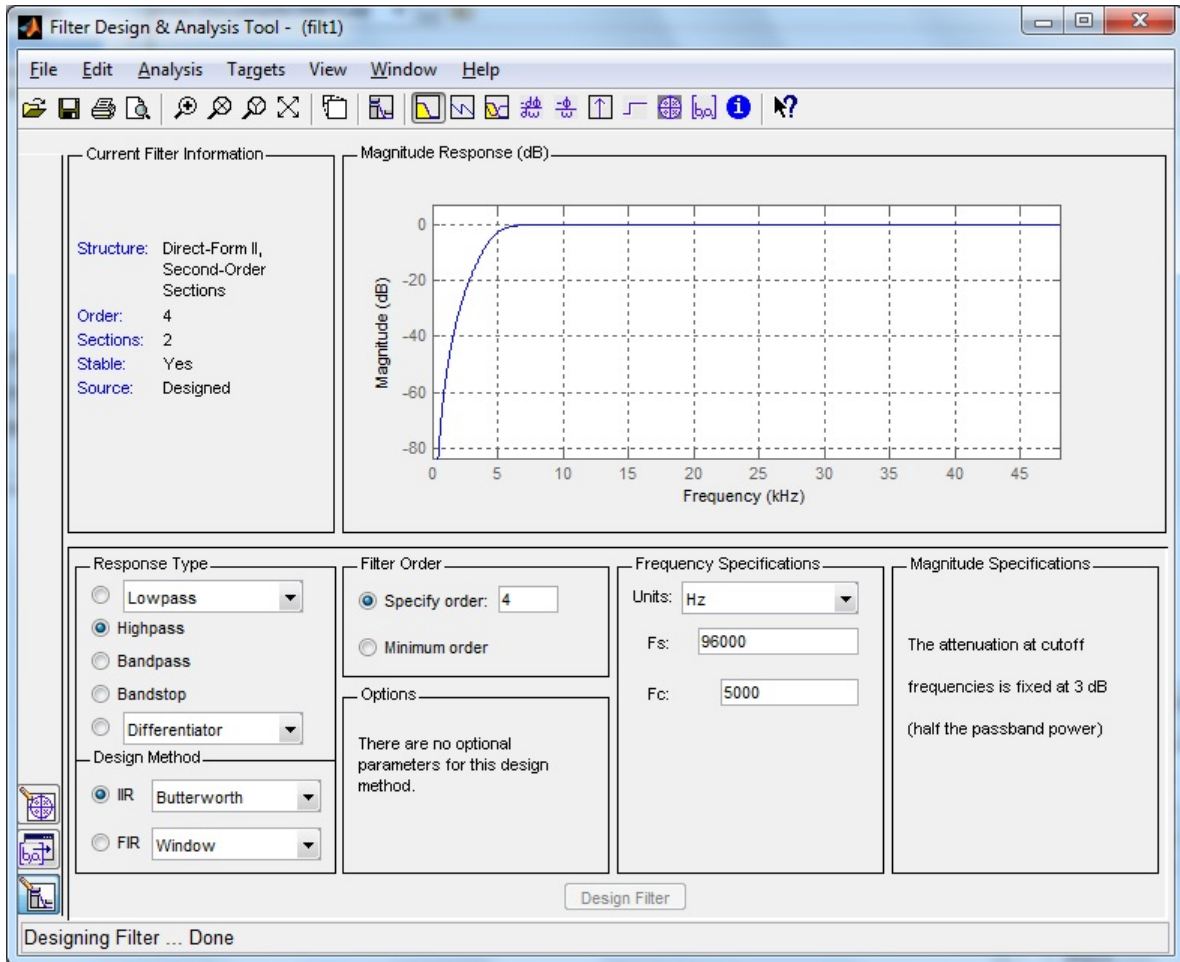 Filter Design & Analysis Tool - (filt1)
File Edit Analysis Targets View Window Help
Current Filter Information
Structure: Direct-Form II,
Second-Order
Sections
Order: 4
Sections: 2
Stable: Yes
Source: Designed
Magnitude Response (dB)
Magnitude (dB)
0
-20
-40
-60
-80
0 5 10 15 20 25 30 35 40 45
Frequency (kHz)
Response Type
Lowpass
Highpass
Bandpass
Bandstop
Differentiator
Design Method
IIR Butterworth
FIR Window
Filter Order
Specify order: 4
Minimum order
Options
There are no optional
parameters for this design
method.
Frequency Specifications
Units: Hz
Fs: 96000
Fc: 5000
Magnitude Specifications
The attenuation at cutoff
frequencies is fixed at 3 dB
(half the passband power)
Design Filter
Designing Filter ... Done